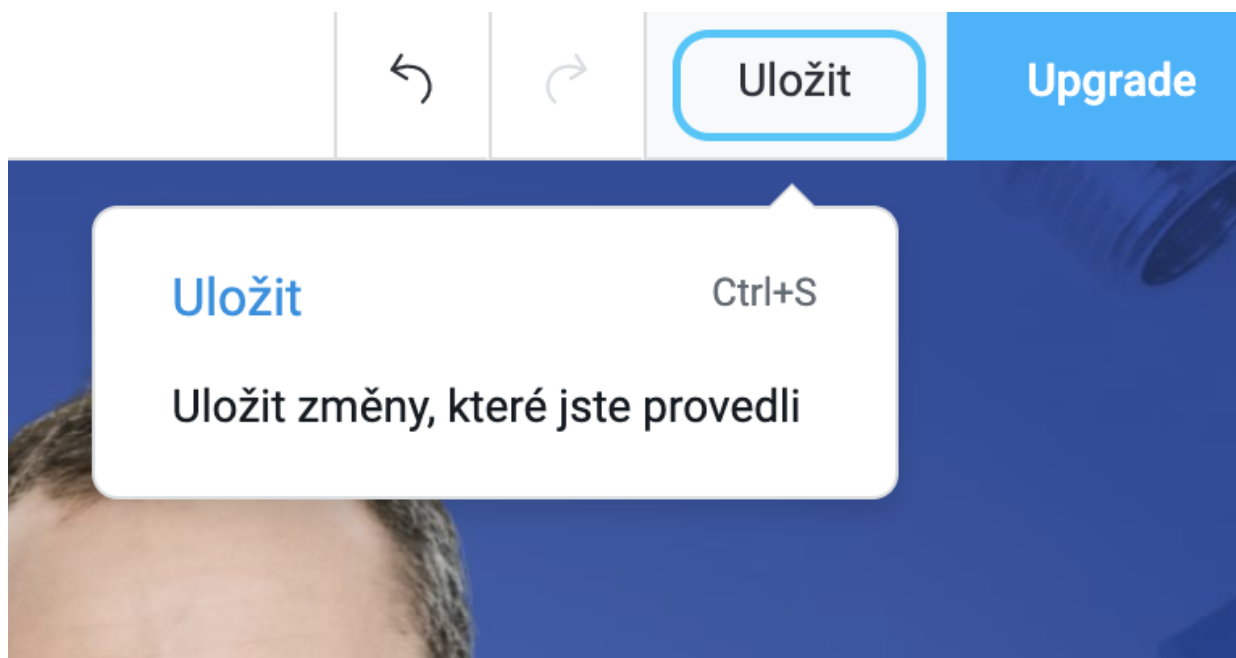 Uložit
Upgrade
Uložit
Ctrl+S
Uložit změny, které jste provedli